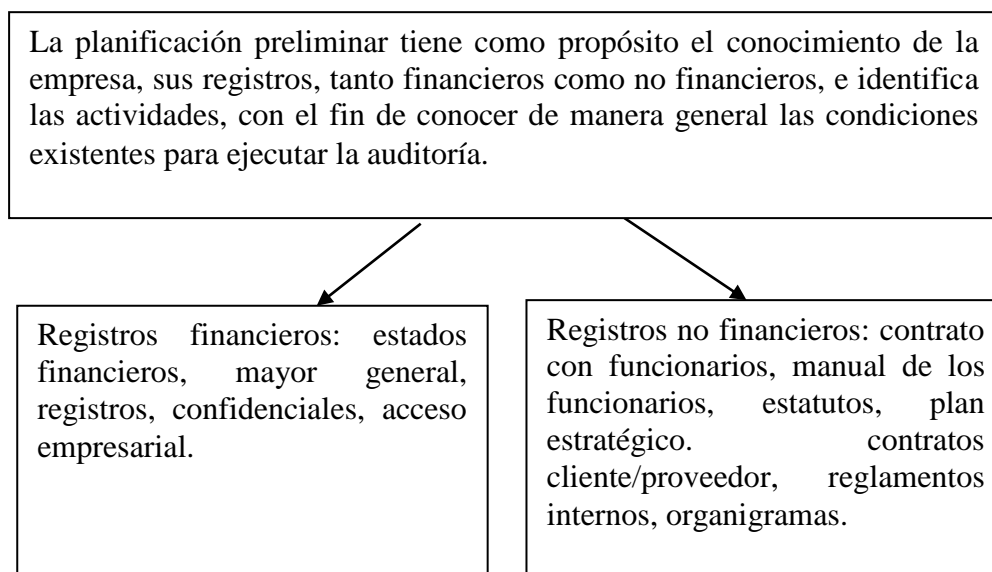 La planificación preliminar tiene como propósito el conocimiento de la
empresa, sus registros, tanto financieros como no financieros, e identifica
las actividades, con el fin de conocer de manera general las condiciones
existentes para ejecutar la auditoría.
Registros financieros: estados
financieros, mayor general,
registros, confidenciales, acceso
empresarial.
Registros no financieros: contrato
con funcionarios, manual de los
funcionarios, estatutos, plan
estratégico. contratos
cliente/proveedor, reglamentos
internos, organigramas.